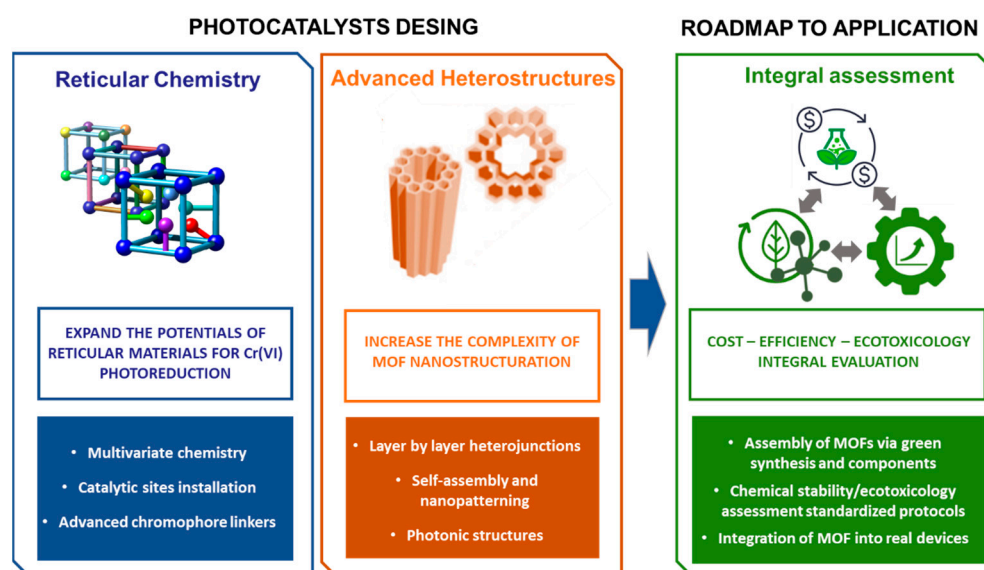 PHOTOCATALYSTS DESING
ROADMAP TO APPLICATION
Reticular Chemistry
EXPAND THE POTENTIALS OF
RETICULAR MATERIALS FOR Cr(VI)
PHOTOREDUCTION
• Multivariate chemistry
• Catalytic sites installation
• Advanced chromophore linkers
Advanced Heterostructures
INCREASE THE COMPLEXITY OF
MOF NANOSTRUCTURATION
• Layer by layer heterojunctions
• Self-assembly and
nanopatterning
• Photonic structures
Integral assessment
$
$
COST – EFFICIENCY – ECOTOXICOLOGY
INTEGRAL EVALUATION
• Assembly of MOFs via green
synthesis and components
• Chemical stability/ecotoxicology
assessment standardized protocols
• Integration of MOF into real devices